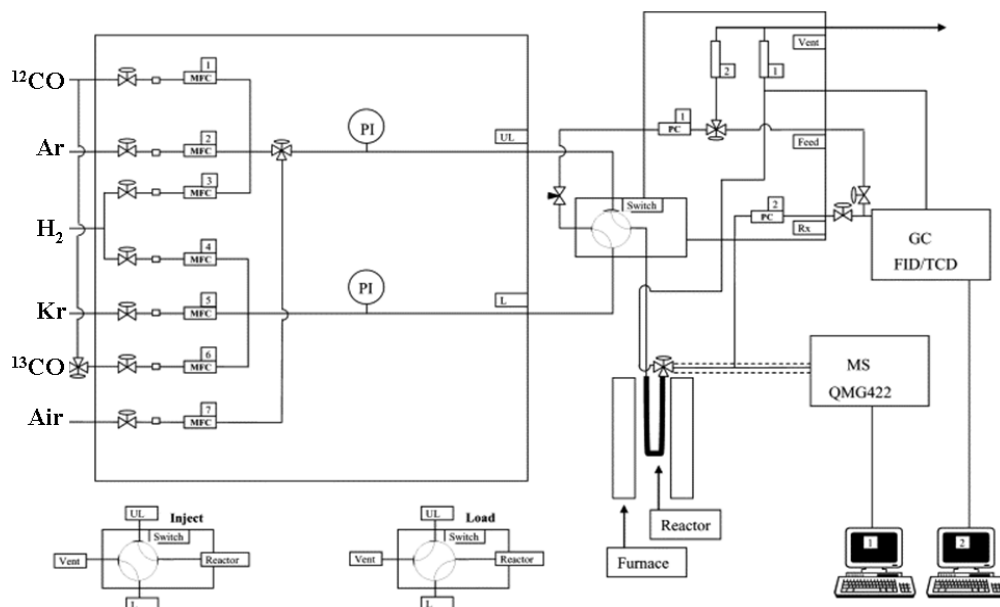 ¹²CO
1
MFC
Ar
2
MFC
PI
UL
3
MFC
H₂
4
MFC
Kr
5
MFC
PI
L
¹³CO
6
MFC
Air
7
MFC
Vent
2
1
1
PC
Feed
Switch
2
PC
Rx
GC
FID/TCD
MS
QMG422
Reactor
Furnace
1
2
UL
Inject
Switch
Vent
Reactor
L
UL
Load
Switch
Vent
Reactor
L